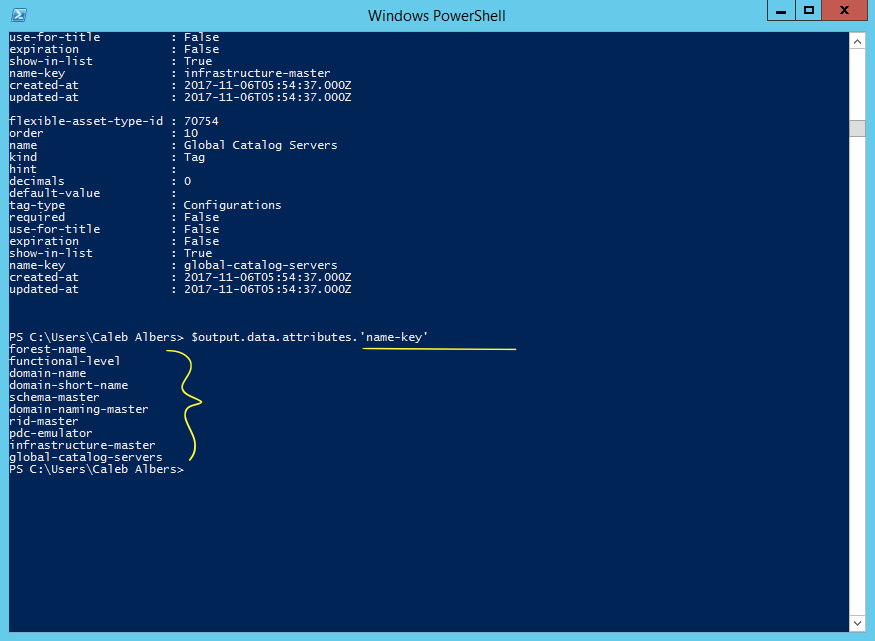 Windows PowerShell
use-for-title : False
expiration : False
show-in-list : True
name-key : infrastructure-master
created-at : 2017-11-06T05:54:37.000Z
updated-at : 2017-11-06T05:54:37.000Z
flexible-asset-type-id : 70754
order : 10
name : Global Catalog Servers
kind : Tag
hint :
decimals : 0
default-value :
tag-type : Configurations
required : False
use-for-title : False
expiration : False
show-in-list : True
name-key : global-catalog-servers
created-at : 2017-11-06T05:54:37.000Z
updated-at : 2017-11-06T05:54:37.000Z
PS C:\Users\Caleb Albers> $output.data.attributes.'name-key'
forest-name
functional-level
domain-name
domain-short-name
schema-master
domain-naming-master
rid-master
pdc-emulator
infrastructure-master
global-catalog-servers
PS C:\Users\Caleb Albers>